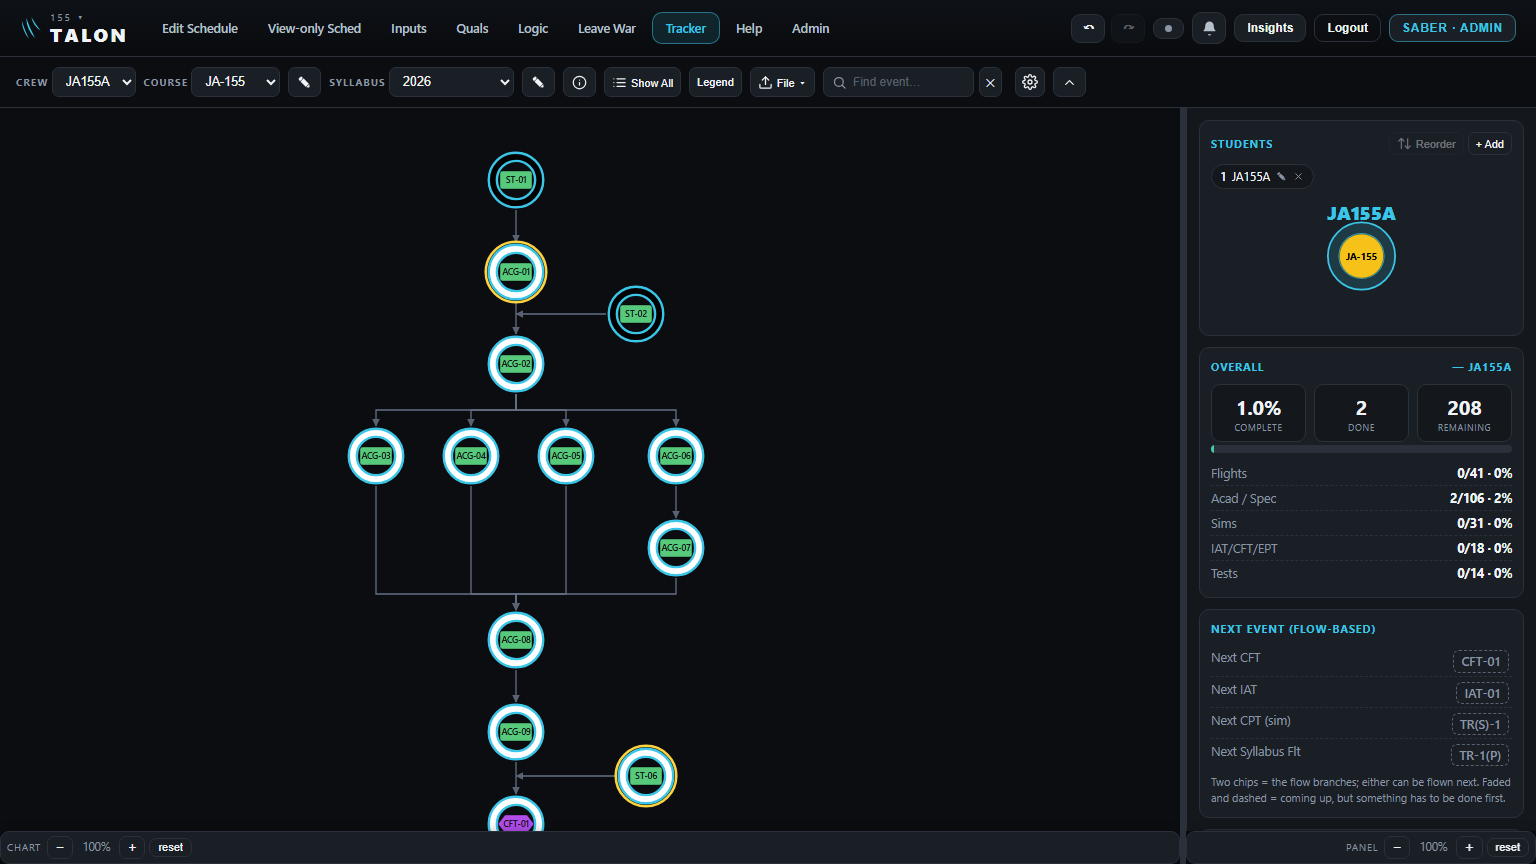 155 ▾
TALON
Edit Schedule
View-only Sched
Inputs
Quals
Logic
Leave War
Tracker
Help
Admin
Insights
Logout
SABER · ADMIN
CREW JA155A
COURSE JA-155
SYLLABUS 2026
Show All
Legend
File
Find event…
ST-01
ACG-01
ST-02
ACG-02
ACG-03
ACG-04
ACG-05
ACG-06
ACG-07
ACG-08
ACG-09
ST-06
CFT-01
CHART − 100% + reset
STUDENTS
Reorder
+ Add
1 JA155A
JA155A
JA-155
OVERALL
— JA155A
1.0%
COMPLETE
2
DONE
208
REMAINING
Flights 0/41 · 0%
Acad / Spec 2/106 · 2%
Sims 0/31 · 0%
IAT/CFT/EPT 0/18 · 0%
Tests 0/14 · 0%
NEXT EVENT (FLOW-BASED)
Next CFT CFT-01
Next IAT IAT-01
Next CPT (sim) TR(S)-1
Next Syllabus Flt TR-1(P)
Two chips = the flow branches; either can be flown next. Faded
and dashed = coming up, but something has to be done first.
PANEL − 100% + reset